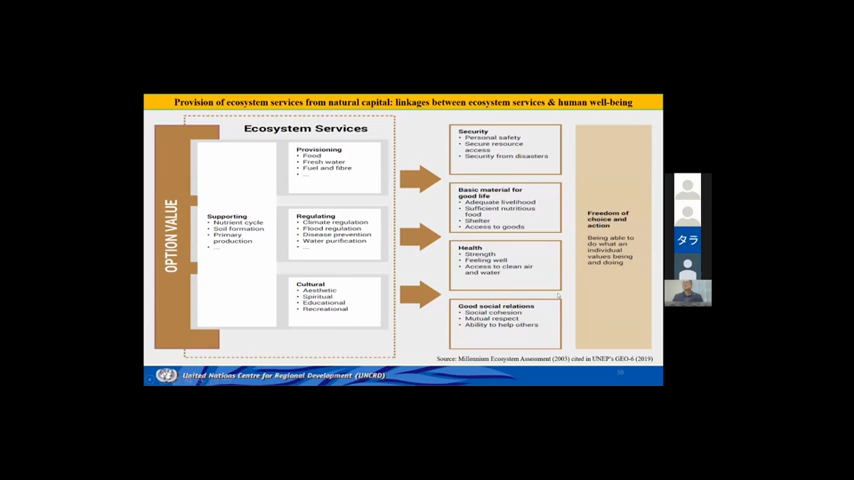 Provision of ecosystem services from natural capital: linkages between ecosystem services & human well-being
OPTION VALUE
Ecosystem Services
Supporting
• Nutrient cycle
• Soil formation
• Primary
production
• ...
Provisioning
• Food
• Fresh water
• Fuel and fibre
• ...
Regulating
• Climate regulation
• Flood regulation
• Disease prevention
• Water purification
• ...
Cultural
• Aesthetic
• Spiritual
• Educational
• Recreational
Security
• Personal safety
• Secure resource
access
• Security from disasters
Basic material for
good life
• Adequate livelihood
• Sufficient nutritious
food
• Shelter
• Access to goods
Health
• Strength
• Feeling well
• Access to clean air
and water
Good social relations
• Social cohesion
• Mutual respect
• Ability to help others
Freedom of
choice and
action
Being able to
do what an
individual
values being
and doing
Source: Millennium Ecosystem Assessment (2005) cited in UNEP's GEO-6 (2019)
United Nations Centre for Regional Development (UNCRD)
タラ